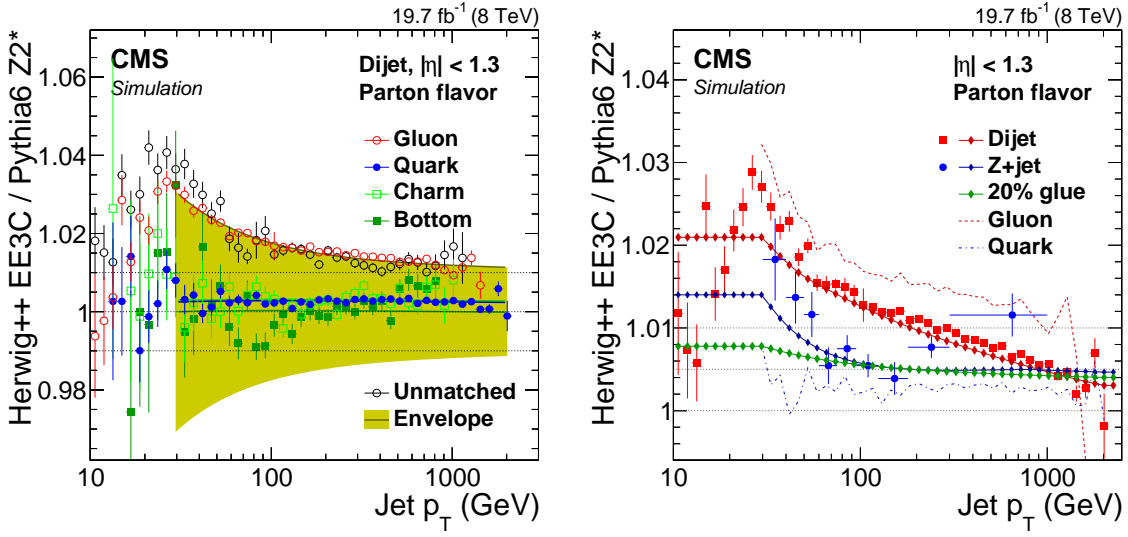 19.7 fb⁻¹ (8 TeV)
CMS
Simulation
Dijet, |η| < 1.3
Parton flavor
Gluon
Quark
Charm
Bottom
Unmatched
Envelope
Herwig++ EE3C / Pythia6 Z2*
1.06
1.04
1.02
1
0.98
10
100
1000
Jet p_T (GeV)
19.7 fb⁻¹ (8 TeV)
CMS
Simulation
|η| < 1.3
Parton flavor
Dijet
Z+jet
20% glue
Gluon
Quark
Herwig++ EE3C / Pythia6 Z2*
1.04
1.03
1.02
1.01
1
10
100
1000
Jet p_T (GeV)